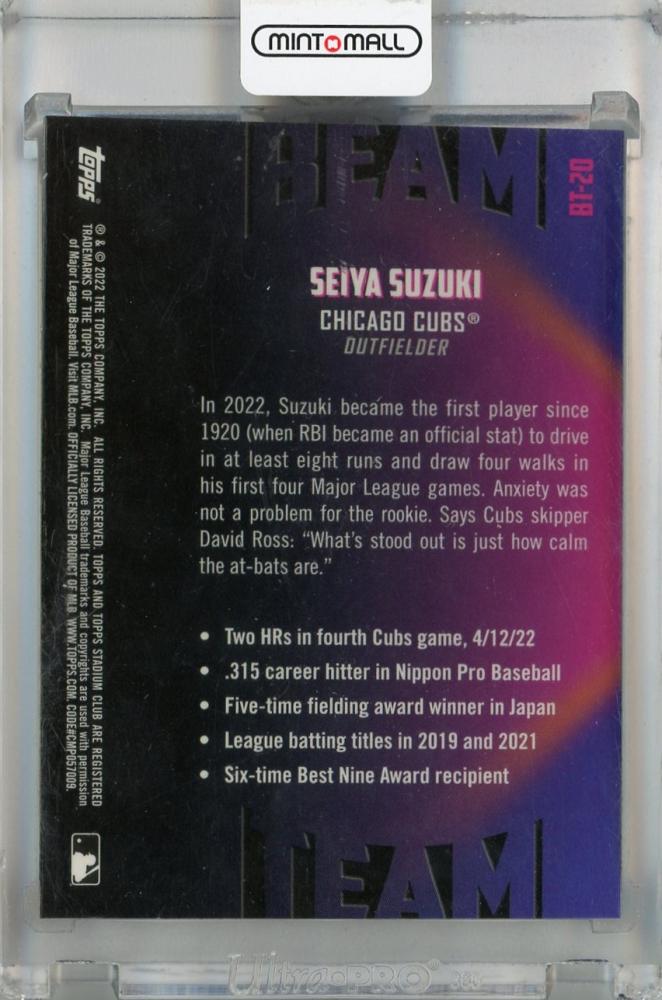 MINT MALL
BEAM
BT-20
SEIYA SUZUKI
CHICAGO CUBS®
OUTFIELDER
In 2022, Suzuki became the first player since
1920 (when RBI became an official stat) to drive
in at least eight runs and draw four walks in
his first four Major League games. Anxiety was
not a problem for the rookie. Says Cubs skipper
David Ross: “What’s stood out is just how calm
the at-bats are.”
• Two HRs in fourth Cubs game, 4/12/22
• .315 career hitter in Nippon Pro Baseball
• Five-time fielding award winner in Japan
• League batting titles in 2019 and 2021
• Six-time Best Nine Award recipient
TEAM
topps®
® & © 2022 THE TOPPS COMPANY, INC. ALL RIGHTS RESERVED. TOPPS AND TOPPS STADIUM CLUB ARE REGISTERED
TRADEMARKS OF THE TOPPS COMPANY, INC. Major League Baseball trademarks and copyrights are used with permission
of Major League Baseball. Visit MLB.com. OFFICIALLY LICENSED PRODUCT OF MLB. WWW.TOPPS.COM. CODE#CMP057009.
Ultra•PRO®